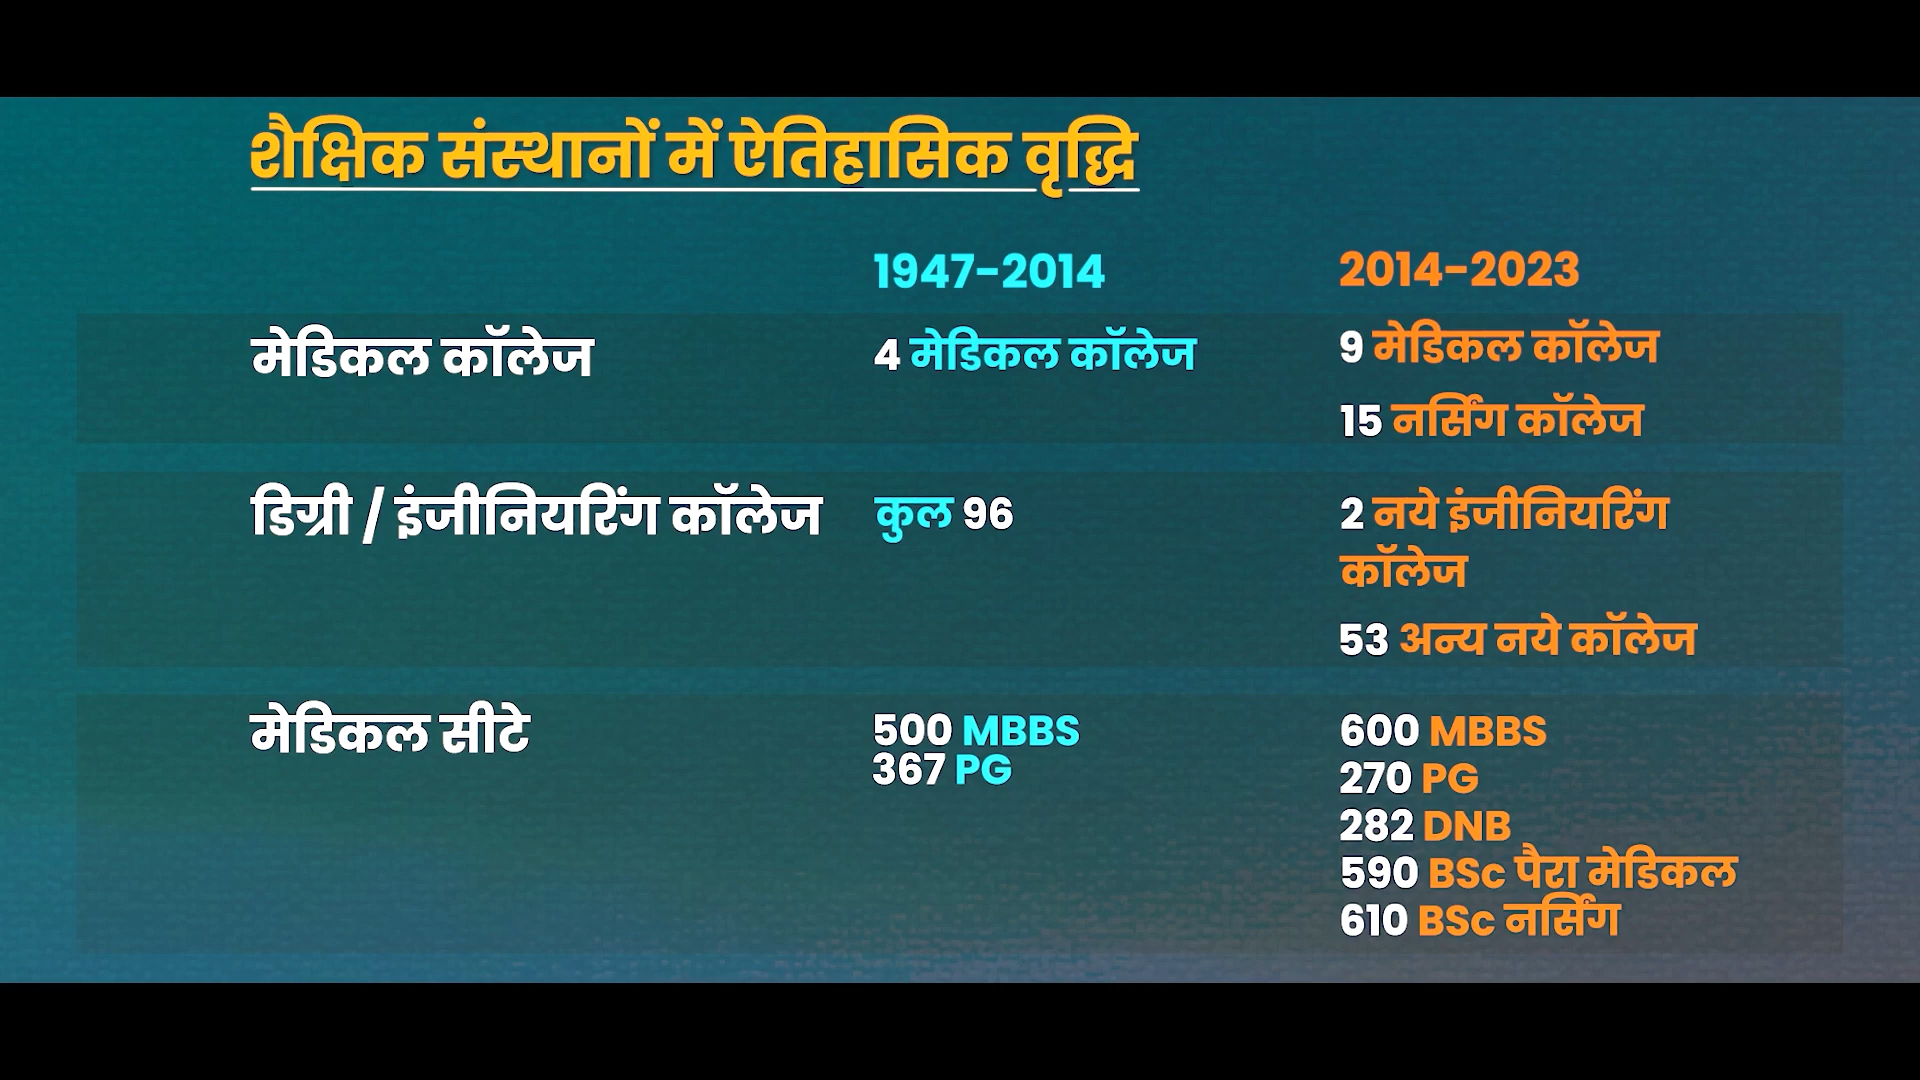 शैक्षिक संस्थानों में ऐतिहासिक वृद्धि
1947-2014
2014-2023
मेडिकल कॉलेज
4 मेडिकल कॉलेज
9 मेडिकल कॉलेज
15 नर्सिंग कॉलेज
डिग्री / इंजीनियरिंग कॉलेज
कुल 96
2 नये इंजीनियरिंग
कॉलेज
53 अन्य नये कॉलेज
मेडिकल सीटे
500 MBBS
367 PG
600 MBBS
270 PG
282 DNB
590 BSc पैरा मेडिकल
610 BSc नर्सिंग